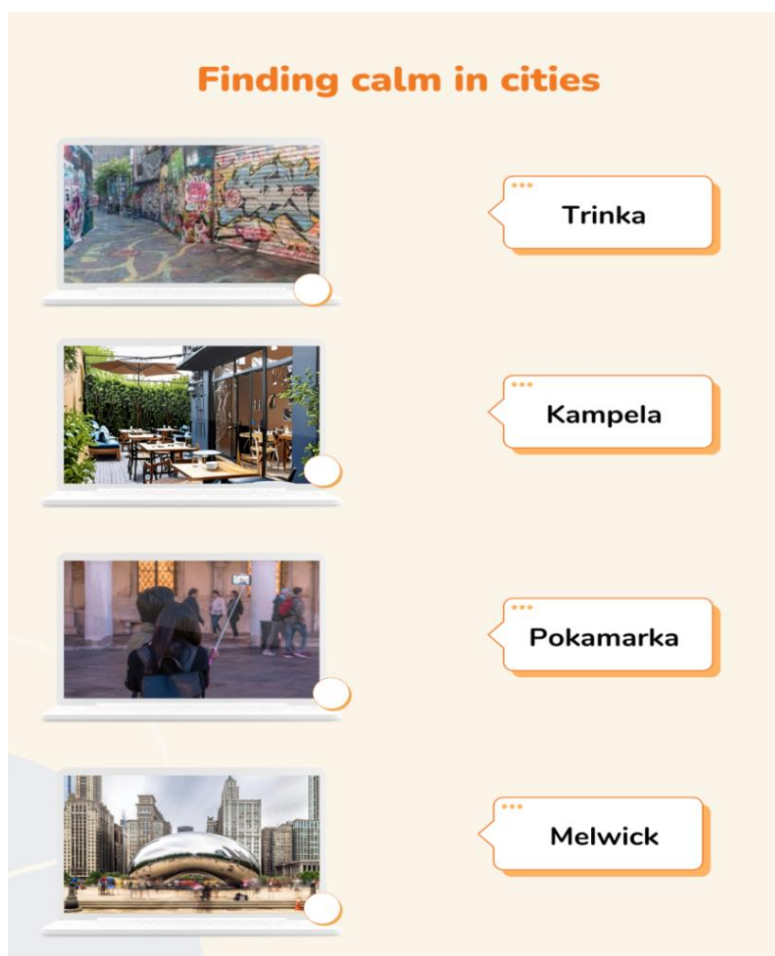 Finding calm in cities
Trinka
Kampela
Pokamarka
Melwick